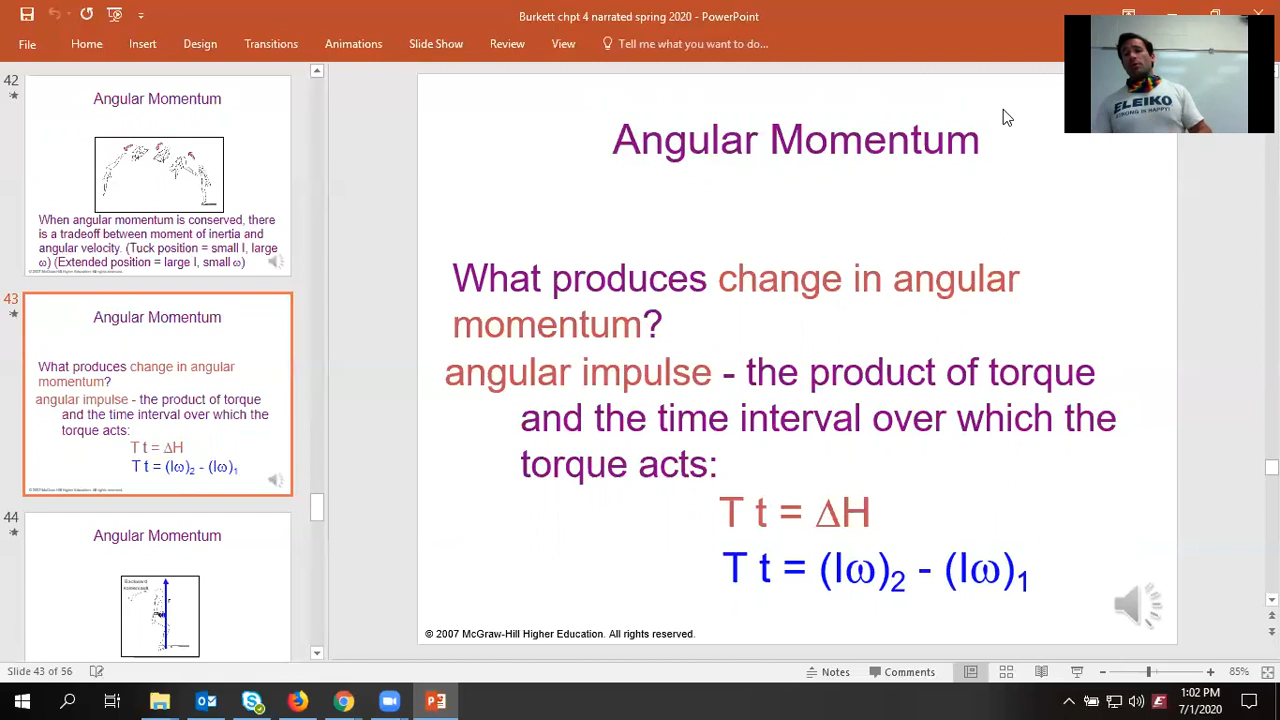 Burkett chpt 4 narrated spring 2020 - PowerPoint
File Home Insert Design Transitions Animations Slide Show Review View Tell me what you want to do...
42
Angular Momentum
When angular momentum is conserved, there
is a tradeoff between moment of inertia and
angular velocity. (Tuck position = small I, large
ω) (Extended position = large I, small ω)
43
Angular Momentum
What produces change in angular
momentum?
angular impulse - the product of torque
and the time interval over which the
torque acts:
T t = ∆H
T t = (Iω)2 - (Iω)1
44
Angular Momentum
Angular Momentum
What produces change in angular
momentum?
angular impulse - the product of torque
and the time interval over which the
torque acts:
T t = ∆H
T t = (Iω)2 - (Iω)1
© 2007 McGraw-Hill Higher Education. All rights reserved.
ELEIKO
STRONG IS HAPPY!
Slide 43 of 56
Notes Comments 85%
1:02 PM
7/1/2020